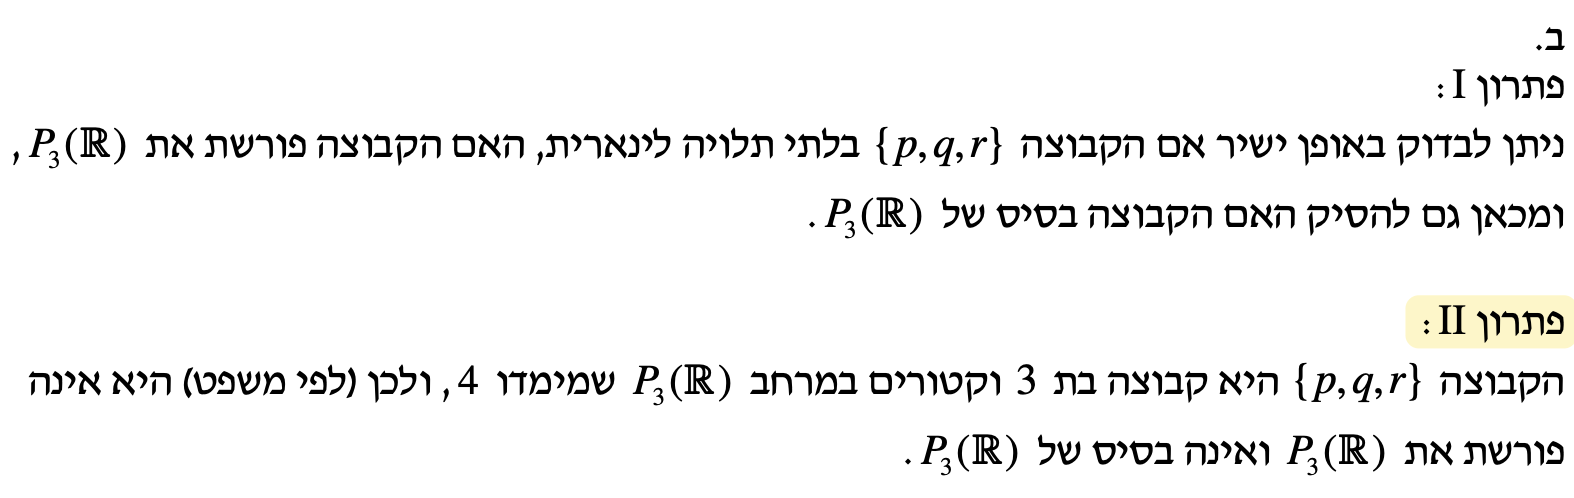 ב.
פתרון I:
ניתן לבדוק באופן ישיר אם הקבוצה {p, q, r} בלתי תלויה לינארית, האם הקבוצה פורשת את P₃(ℝ),
ומכאן גם להסיק האם הקבוצה בסיס של P₃(ℝ).
פתרון II:
הקבוצה {p, q, r} היא קבוצה בת 3 וקטורים במרחב P₃(ℝ) שמימדו 4, ולכן (לפי משפט) היא אינה
פורשת את P₃(ℝ) ואינה בסיס של P₃(ℝ).